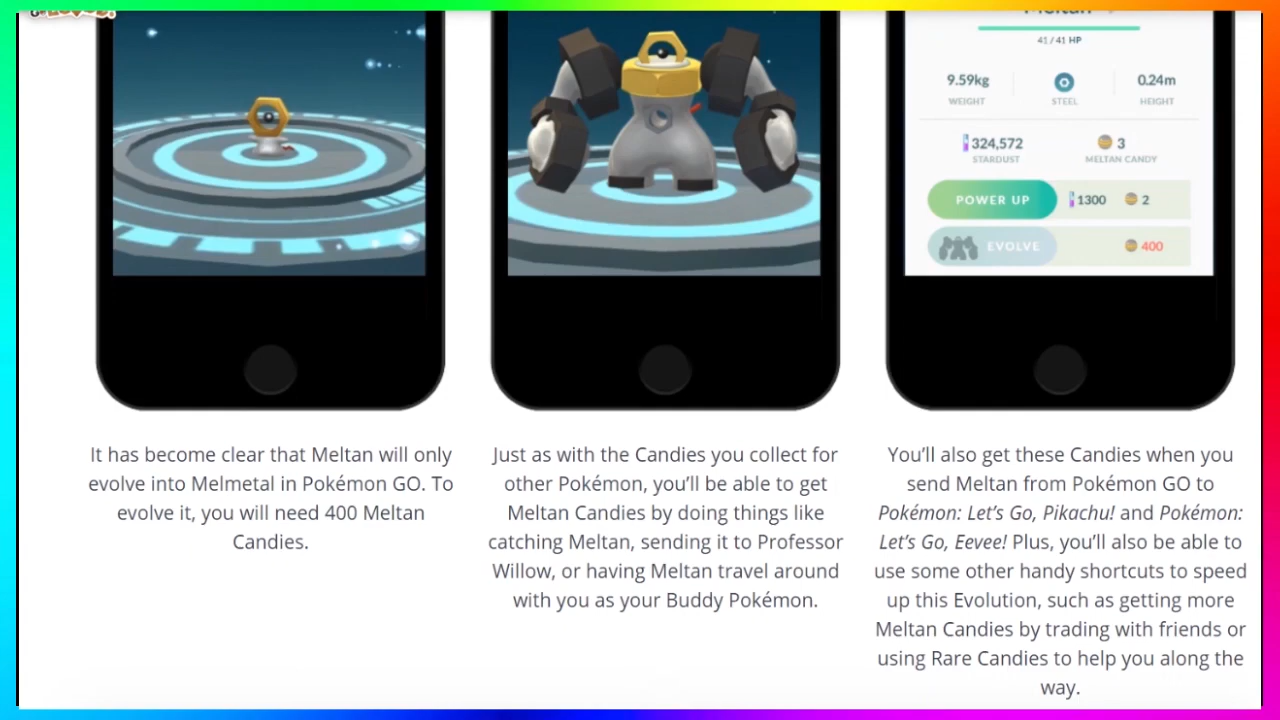 Meltan
41 / 41 HP
9.59kg
WEIGHT
STEEL
0.24m
HEIGHT
324,572
STARDUST
3
MELTAN CANDY
POWER UP
1300
2
EVOLVE
400
It has become clear that Meltan will only
evolve into Melmetal in Pokémon GO. To
evolve it, you will need 400 Meltan
Candies.
Just as with the Candies you collect for
other Pokémon, you’ll be able to get
Meltan Candies by doing things like
catching Meltan, sending it to Professor
Willow, or having Meltan travel around
with you as your Buddy Pokémon.
You’ll also get these Candies when you
send Meltan from Pokémon GO to
Pokémon: Let’s Go, Pikachu! and Pokémon:
Let’s Go, Eevee! Plus, you’ll also be able to
use some other handy shortcuts to speed
up this Evolution, such as getting more
Meltan Candies by trading with friends or
using Rare Candies to help you along the
way.